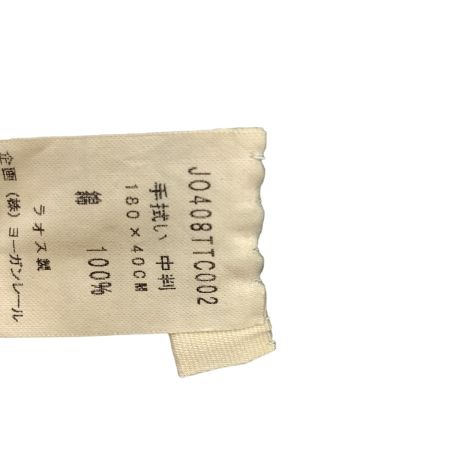 J0408TTC002
手拭い 中判
180×40CM
綿 100%
ラオス製
企画 (株) ヨーガンレール